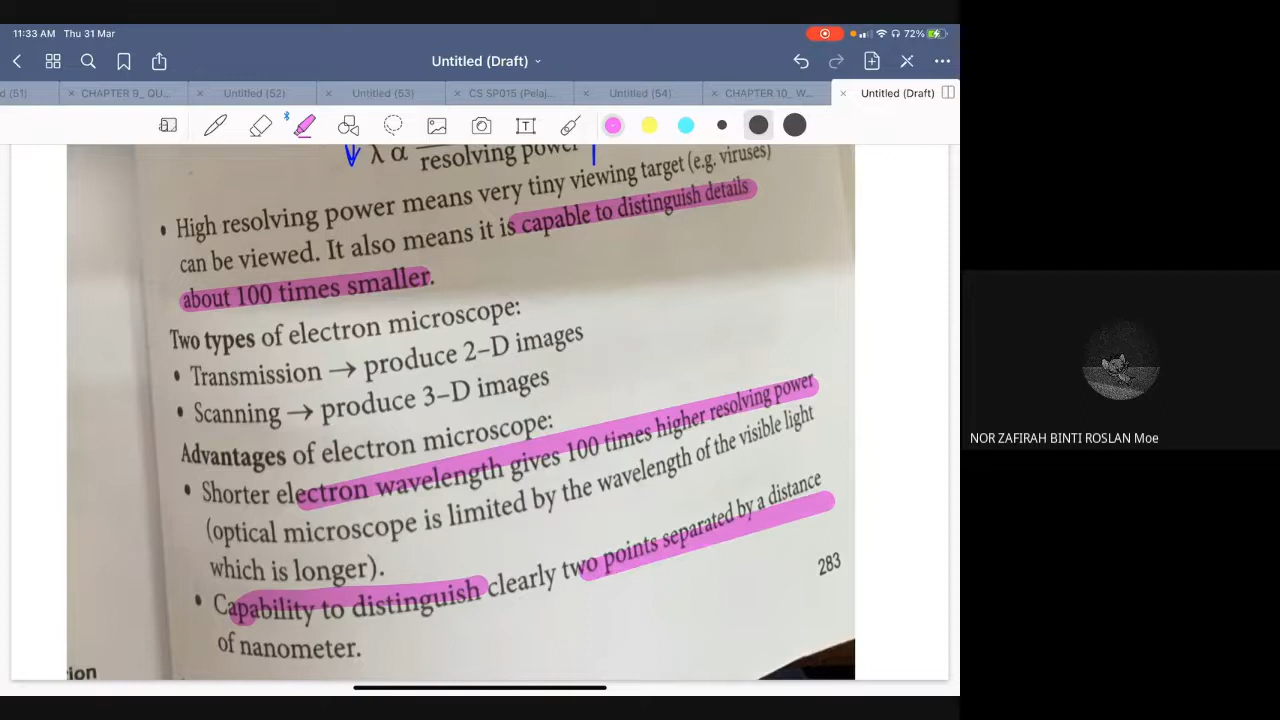 11:33 AM Thu 31 Mar
72%
Untitled (Draft)
d (51)
CHAPTER 9_ QU...
Untitled (52)
Untitled (53)
CS SP015 (Pelaj...
Untitled (54)
CHAPTER 10_ W...
Untitled (Draft)
λ α
resolving power
• High resolving power means very tiny viewing target (e.g. viruses)
can be viewed. It also means it is capable to distinguish details
about 100 times smaller.
Two types of electron microscope:
• Transmission → produce 2–D images
• Scanning → produce 3–D images
Advantages of electron microscope:
• Shorter electron wavelength gives 100 times higher resolving power
(optical microscope is limited by the wavelength of the visible light
which is longer).
• Capability to distinguish clearly two points separated by a distance
of nanometer.
283
ion
NOR ZAFIRAH BINTI ROSLAN Moe